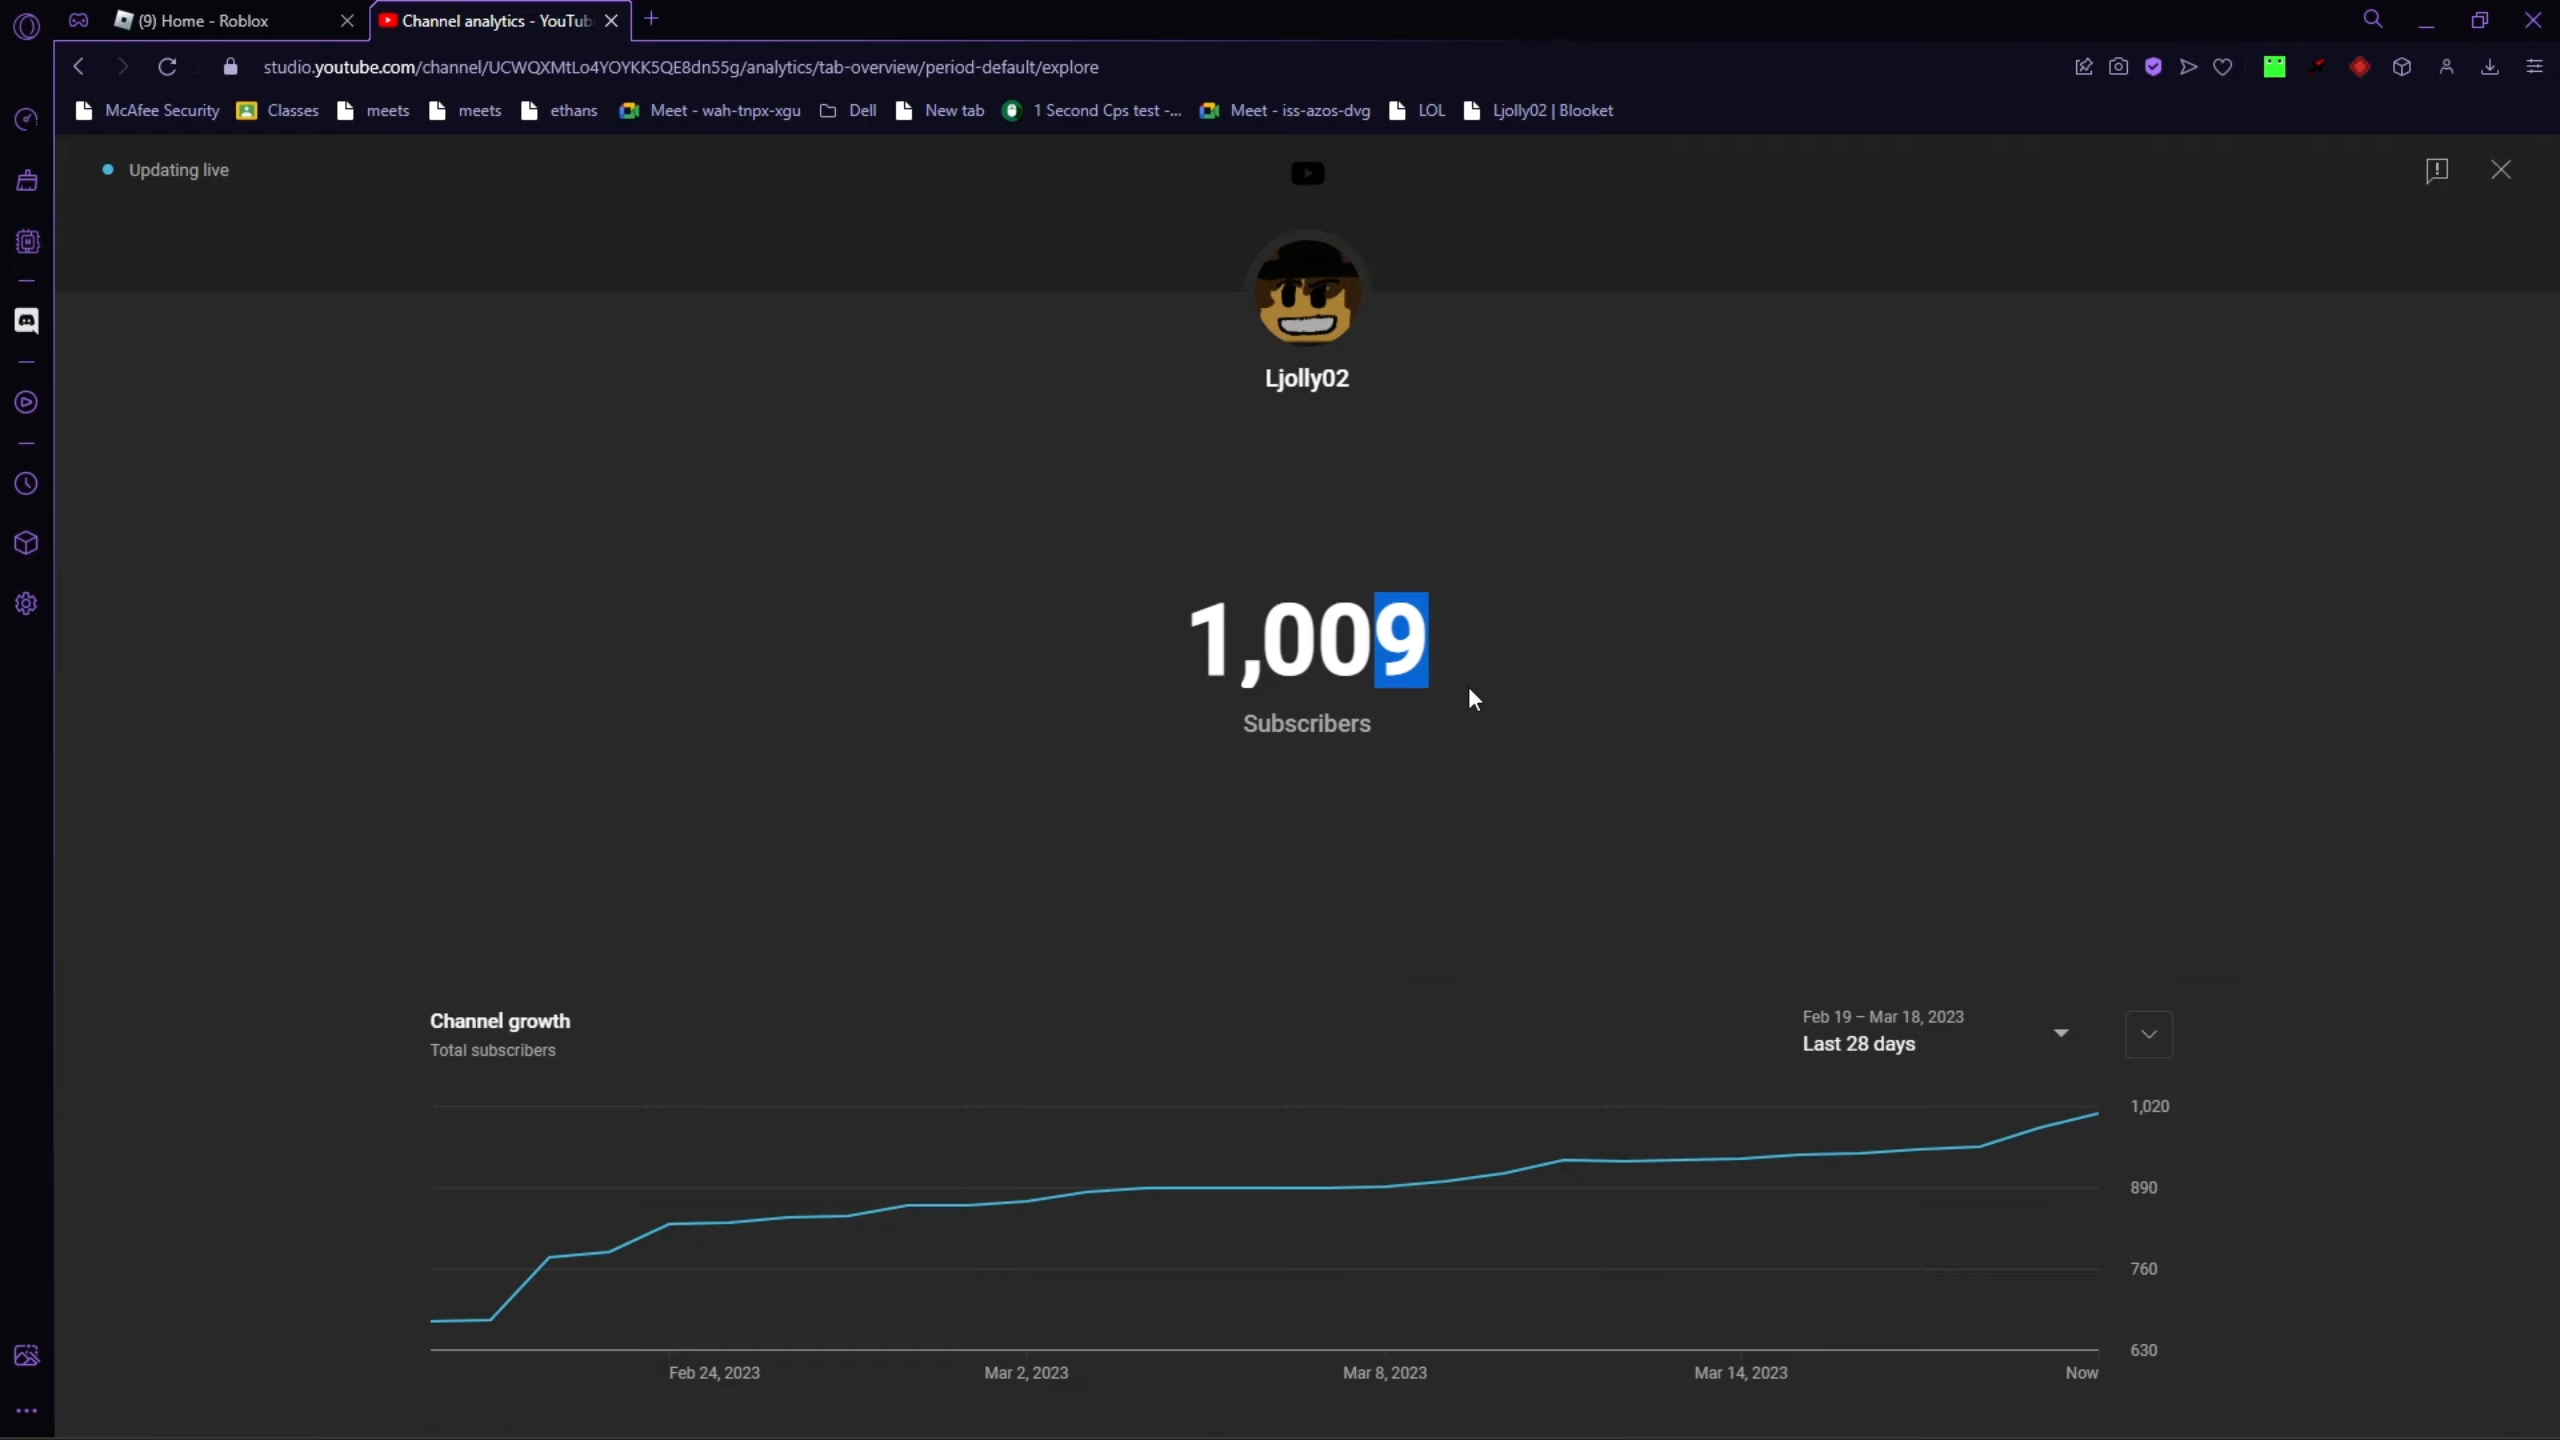 (9) Home - Roblox
Channel analytics - YouTub
studio.youtube.com/channel/UCWQXMtLo4YOYKK5QE8dn55g/analytics/tab-overview/period-default/explore
McAfee Security Classes meets meets ethans Meet - wah-tnpx-xgu Dell New tab 1 Second Cps test -... Meet - iss-azos-dvg LOL Ljolly02 | Blooket
Updating live
Ljolly02
1,009
Subscribers
Channel growth
Total subscribers
Feb 19 – Mar 18, 2023
Last 28 days
1,020
890
760
630
Feb 24, 2023 Mar 2, 2023 Mar 8, 2023 Mar 14, 2023 Now